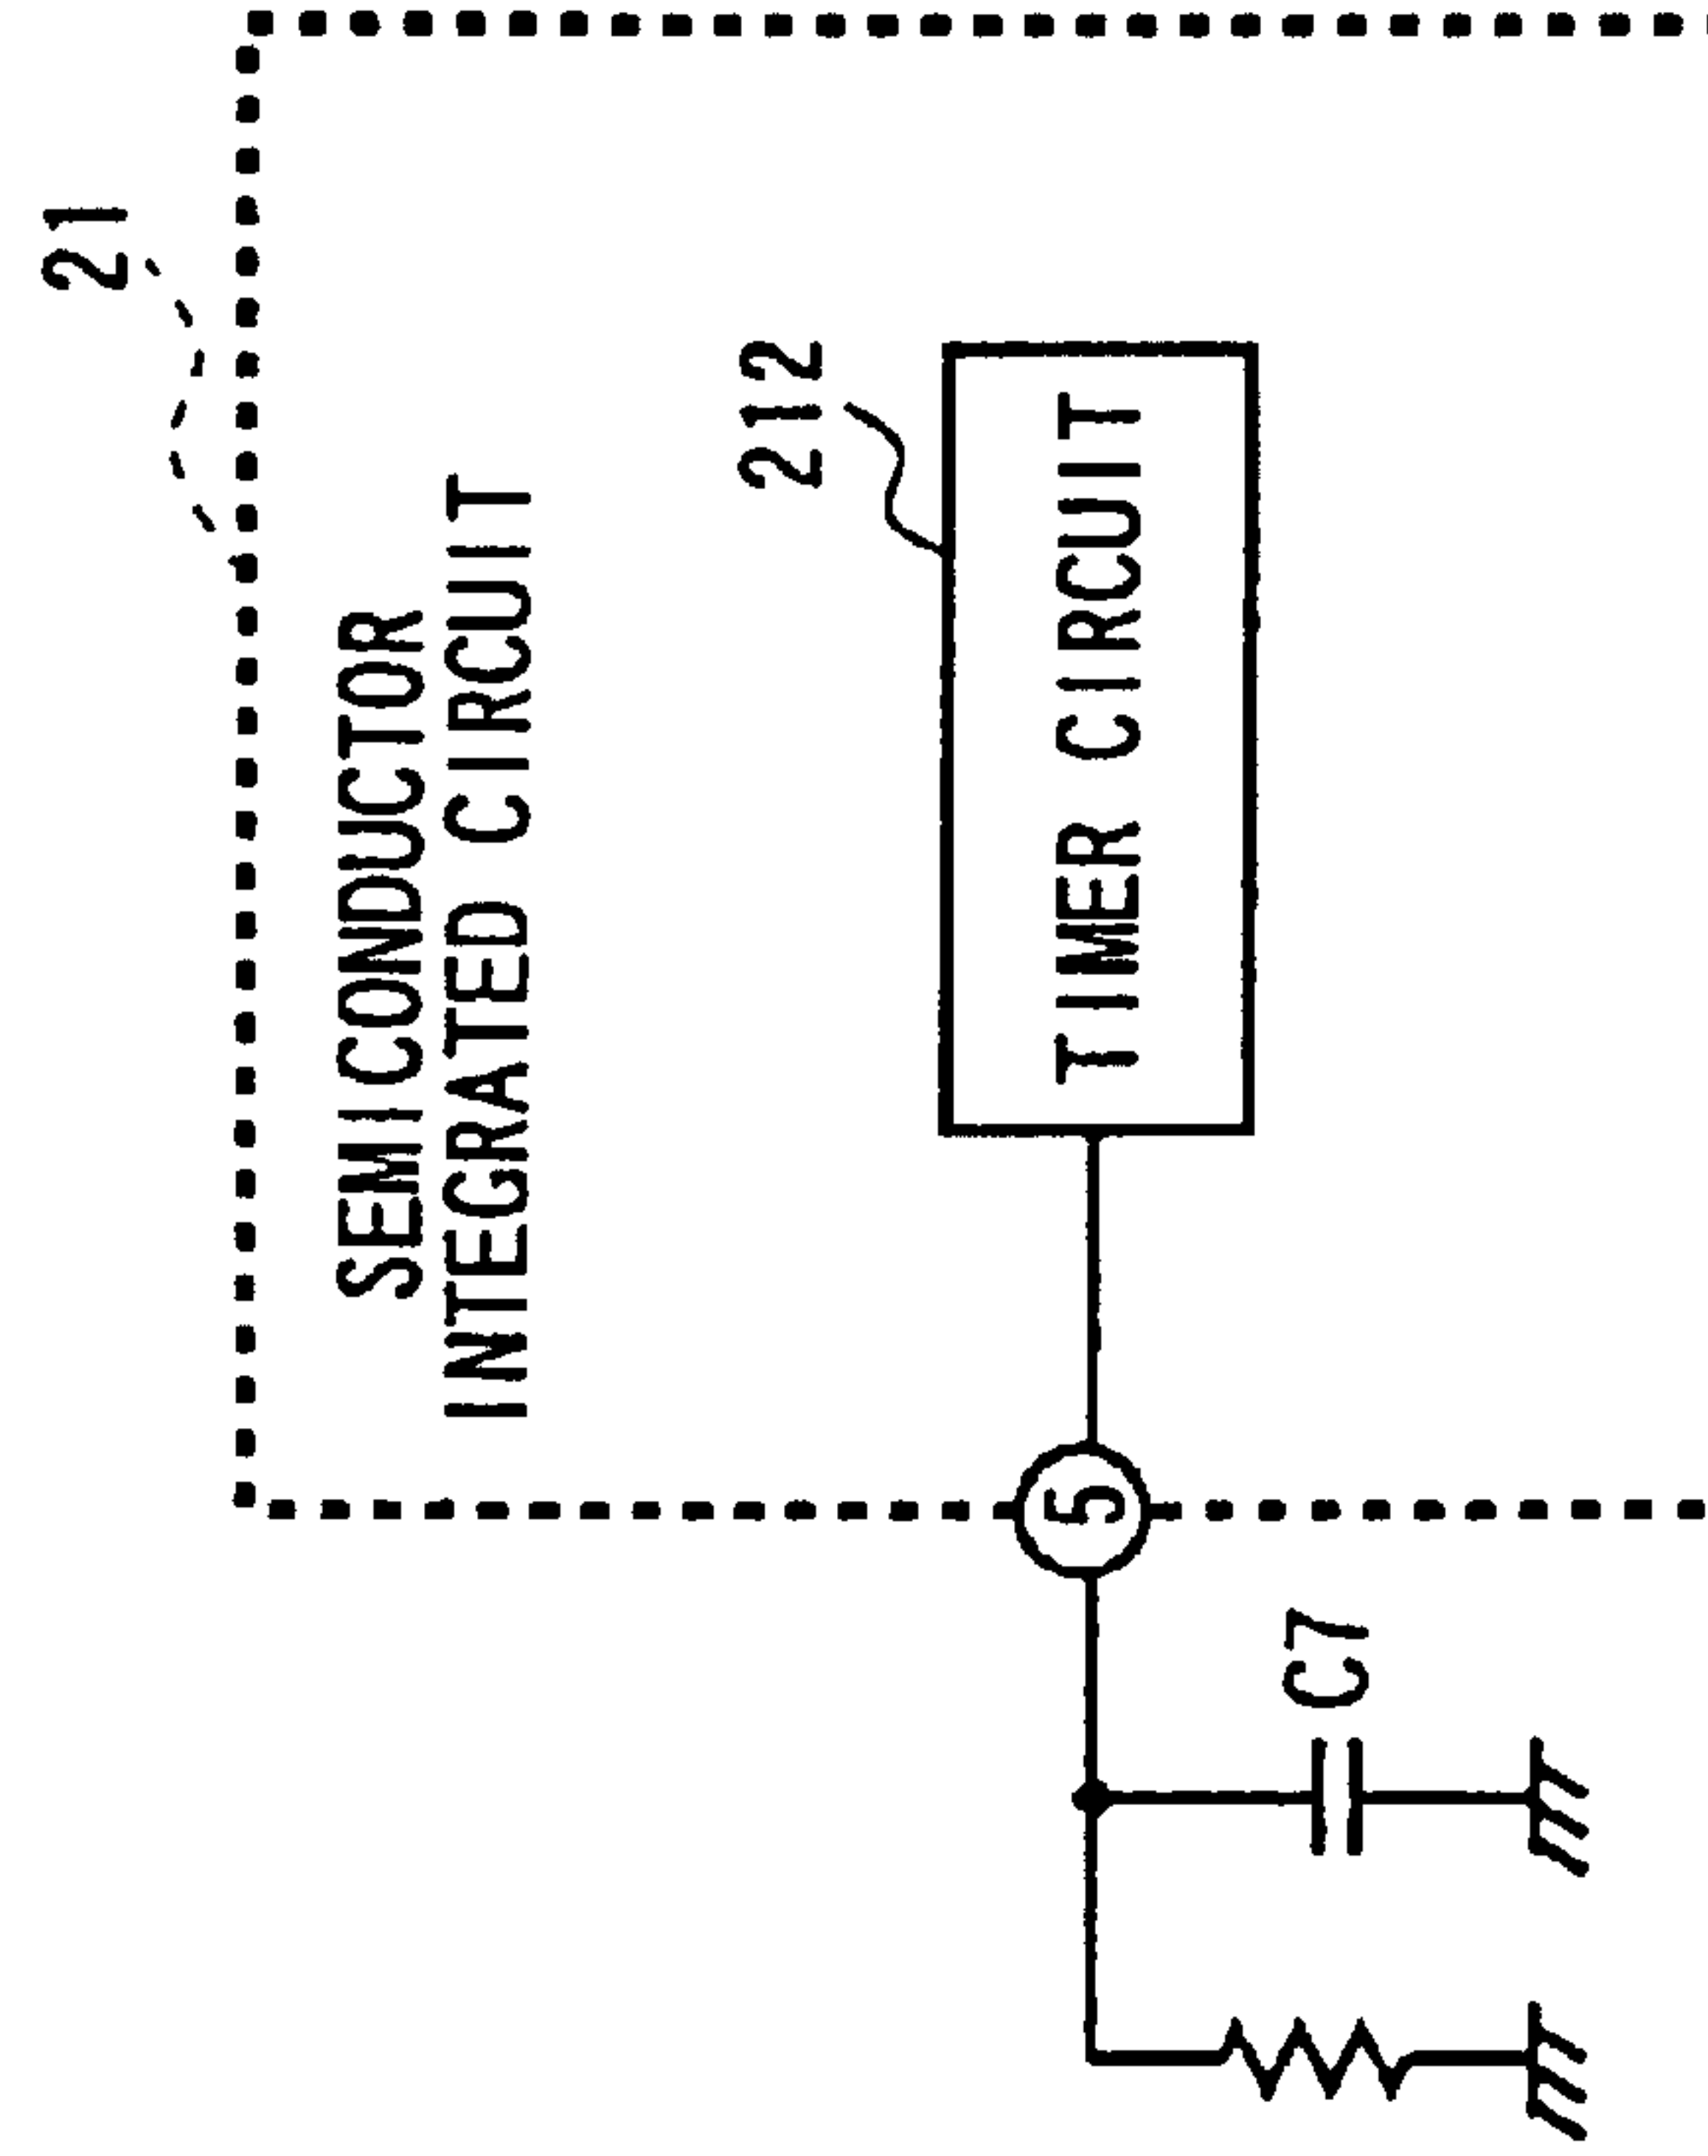 21
SEMICONDUCTOR
INTEGRATED CIRCUIT
212
TIMER CIRCUIT
5
C7